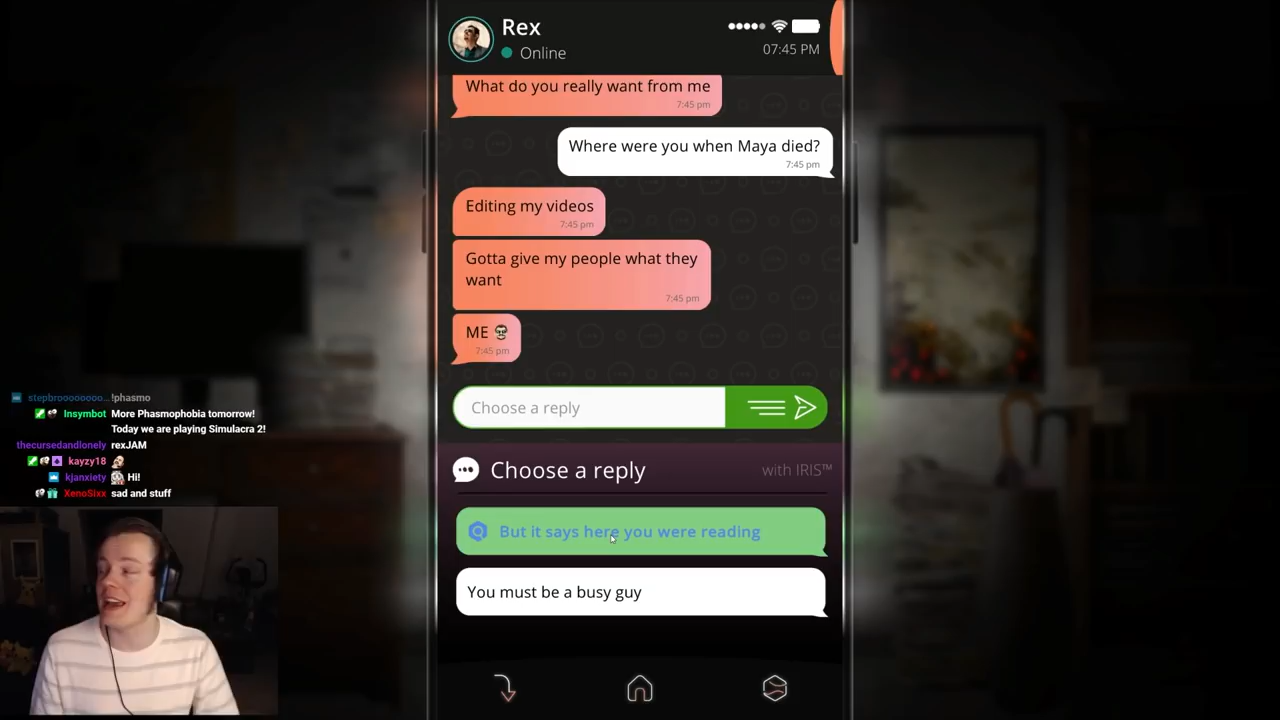 Rex
Online
07:45 PM
What do you really want from me
7:45 pm
Where were you when Maya died?
7:45 pm
Editing my videos
7:45 pm
Gotta give my people what they
want
7:45 pm
ME
7:45 pm
Choose a reply
Choose a reply
with IRIS™
But it says here you were reading
You must be a busy guy
stepbroooooooo... !phasmo
Insymbot More Phasmophobia tomorrow!
Today we are playing Simulacra 2!
thecursedandlonely rexJAM
kayzy18
kjanxiety Hi!
XenoSixx sad and stuff